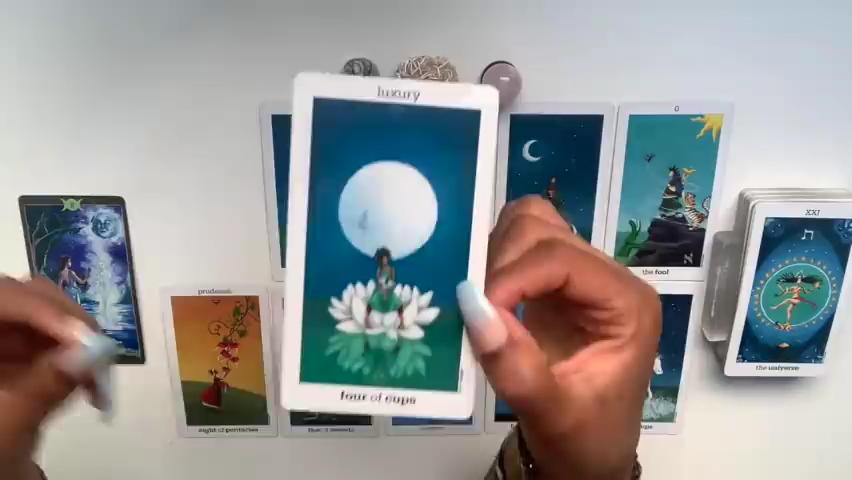 luxury
four of cups
0
the fool
XXI
ת
the universe
prudence
eight of pentacles
א